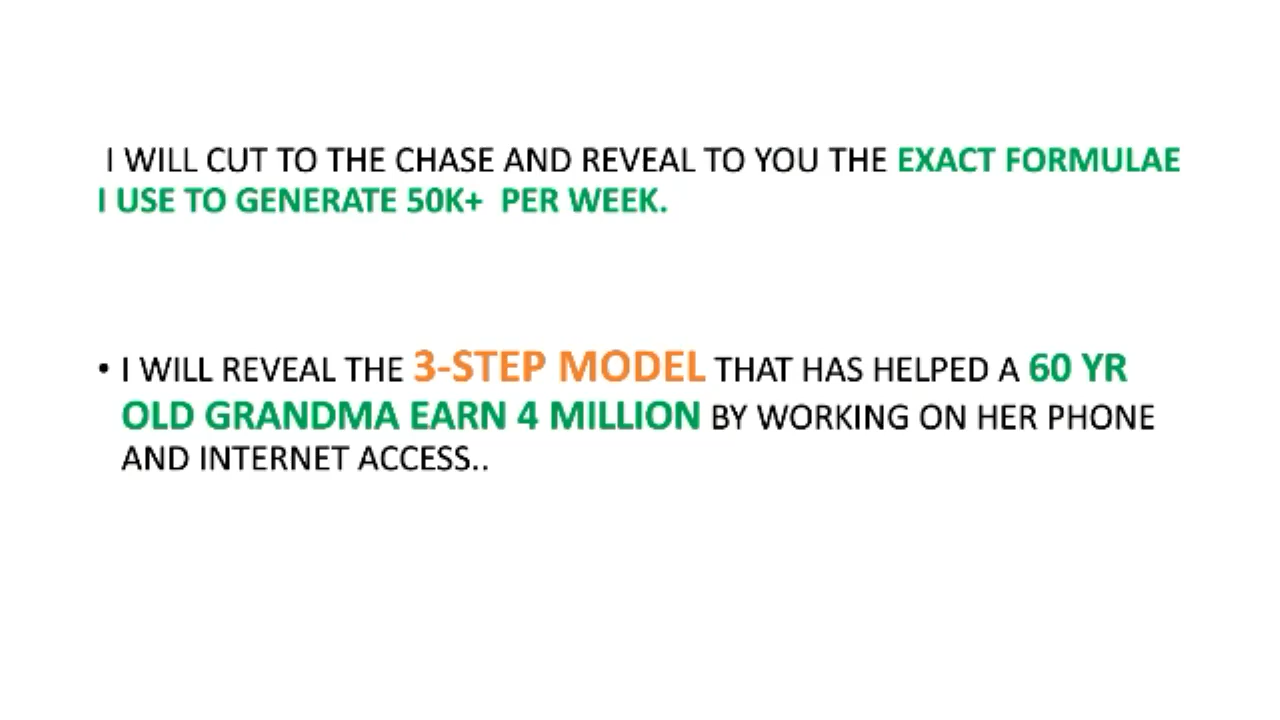 I WILL CUT TO THE CHASE AND REVEAL TO YOU THE EXACT FORMULAE
I USE TO GENERATE 50K+ PER WEEK.
• I WILL REVEAL THE 3-STEP MODEL THAT HAS HELPED A 60 YR
OLD GRANDMA EARN 4 MILLION BY WORKING ON HER PHONE
AND INTERNET ACCESS..